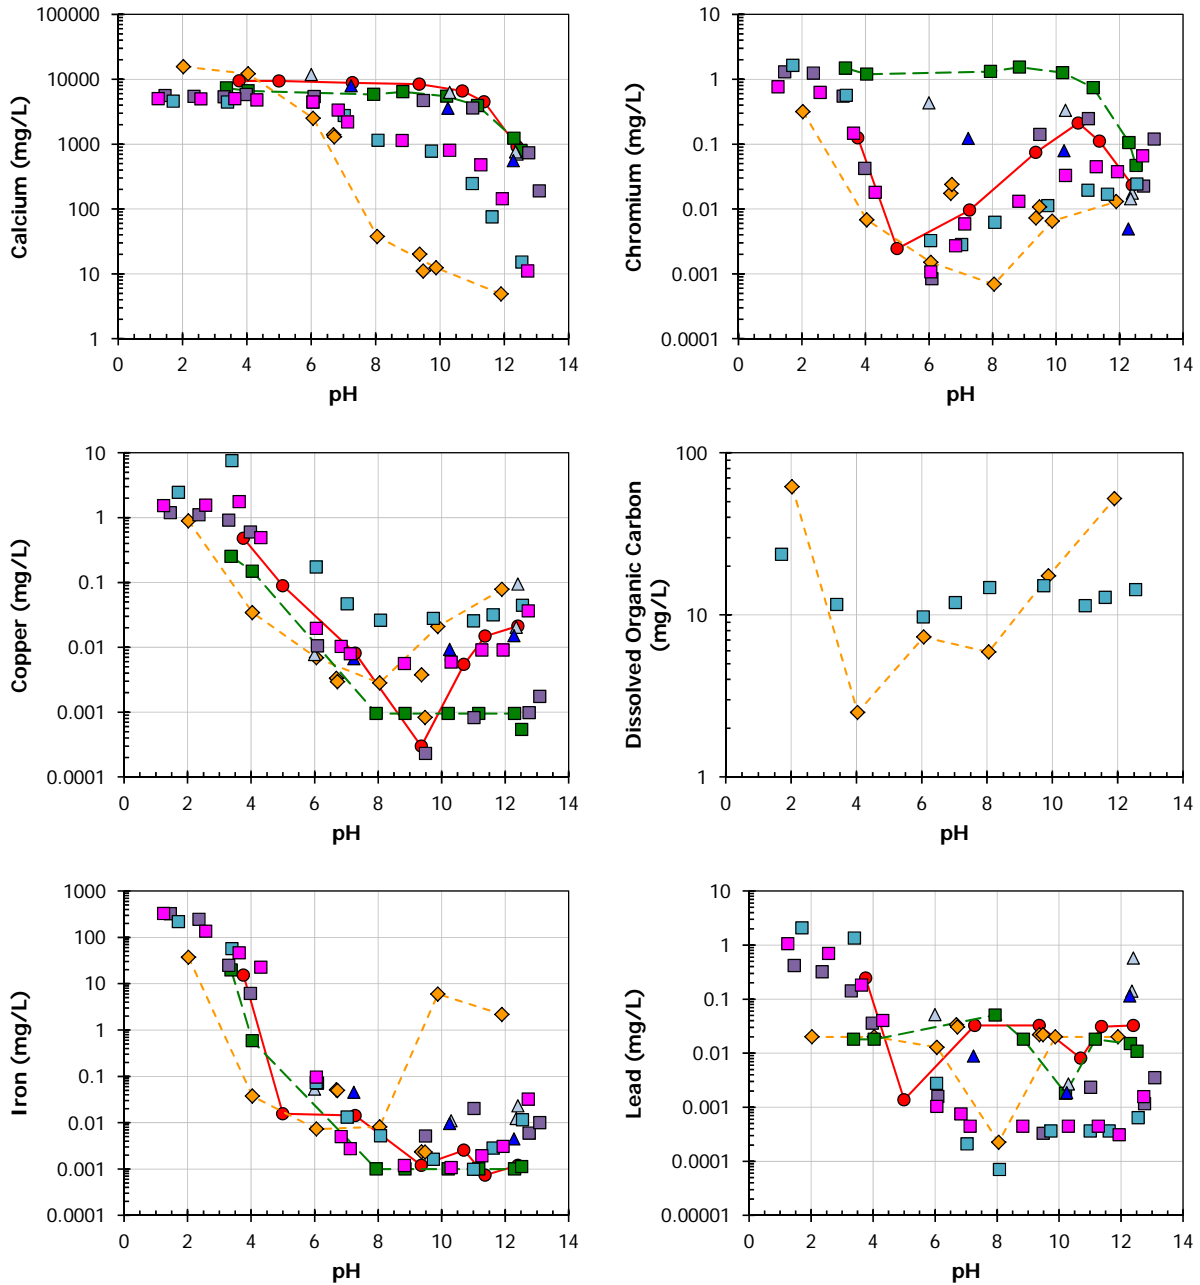 Calcium (mg/L)
100000
10000
1000
100
10
1
0 2 4 6 8 10 12 14
pH
Chromium (mg/L)
10
1
0.1
0.01
0.001
0.0001
0 2 4 6 8 10 12 14
pH
Copper (mg/L)
10
1
0.1
0.01
0.001
0.0001
0 2 4 6 8 10 12 14
pH
Dissolved Organic Carbon
(mg/L)
100
10
1
0 2 4 6 8 10 12 14
pH
Iron (mg/L)
1000
100
10
1
0.1
0.01
0.001
0.0001
0 2 4 6 8 10 12 14
pH
Lead (mg/L)
10
1
0.1
0.01
0.001
0.0001
0.00001
0 2 4 6 8 10 12 14
pH